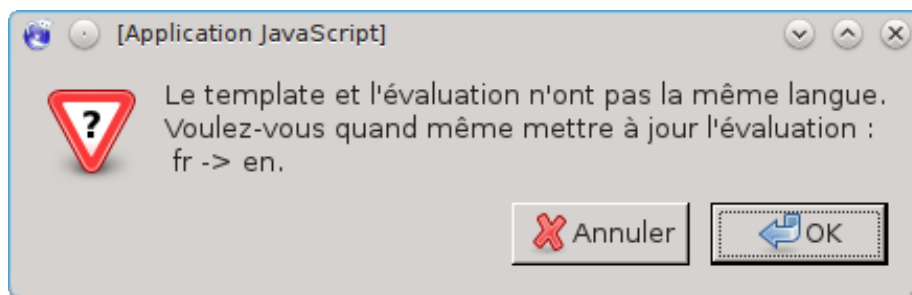 [Application JavaScript]
Le template et l'évaluation n'ont pas la même langue.
Voulez-vous quand même mettre à jour l'évaluation :
fr -> en.
Annuler OK